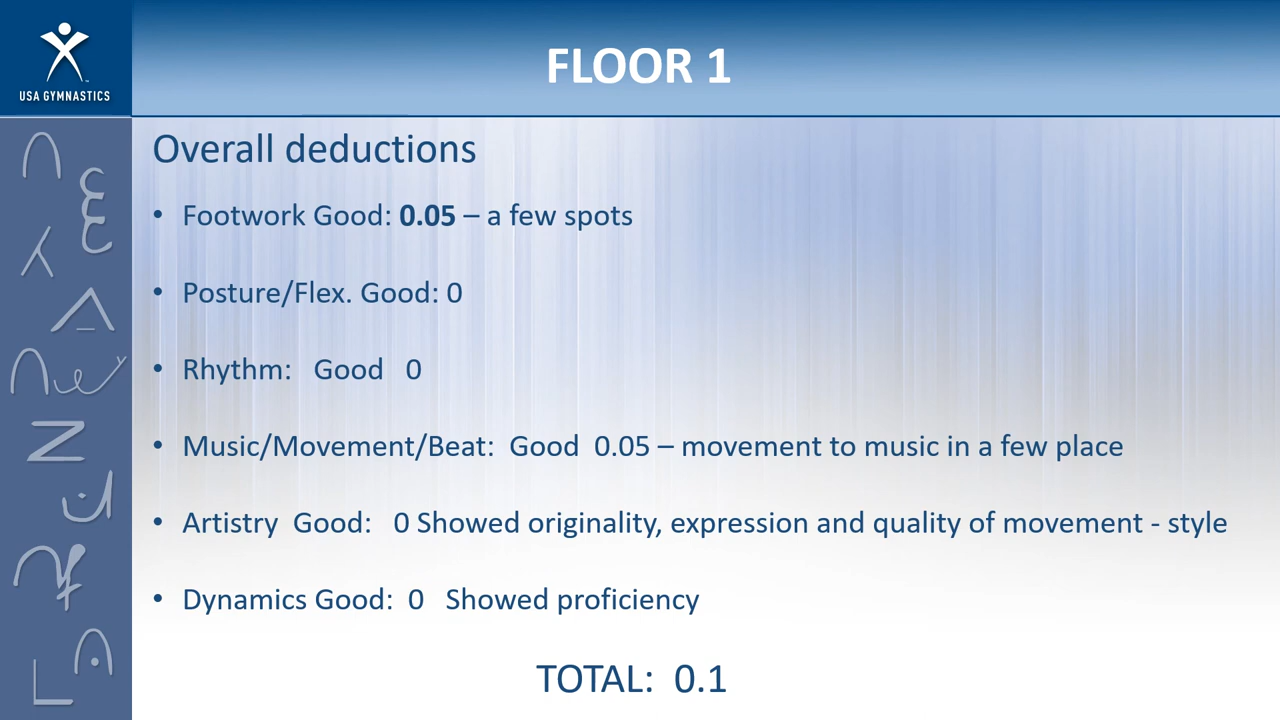 USA GYMNASTICS
FLOOR 1
Overall deductions
• Footwork Good: 0.05 – a few spots
• Posture/Flex. Good: 0
• Rhythm: Good 0
• Music/Movement/Beat: Good 0.05 – movement to music in a few place
• Artistry Good: 0 Showed originality, expression and quality of movement - style
• Dynamics Good: 0 Showed proficiency
TOTAL: 0.1